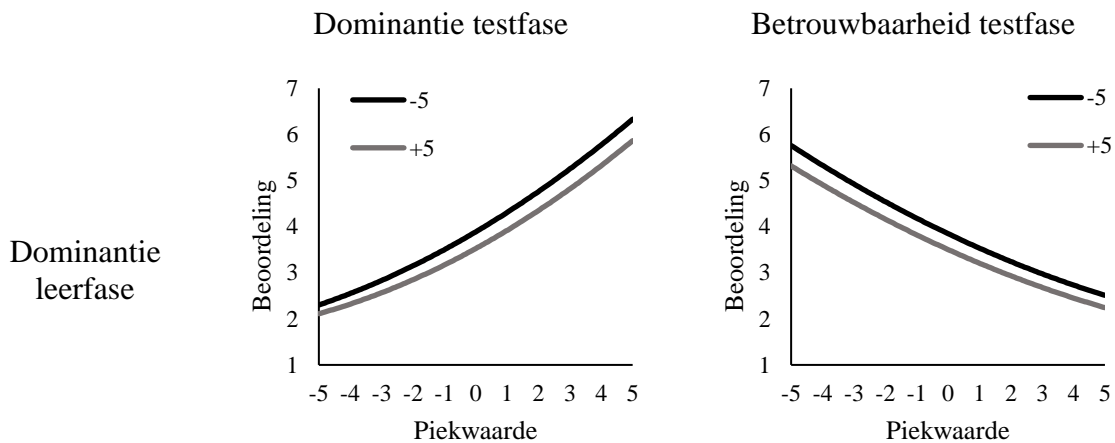 Dominantie testfase
Betrouwbaarheid testfase
Dominantie
leerfase
7
6
5
4
3
2
1
Beoordeling
-5
+5
-5 -4 -3 -2 -1 0 1 2 3 4 5
Piekwaarde
7
6
5
4
3
2
1
Beoordeling
-5
+5
-5 -4 -3 -2 -1 0 1 2 3 4 5
Piekwaarde